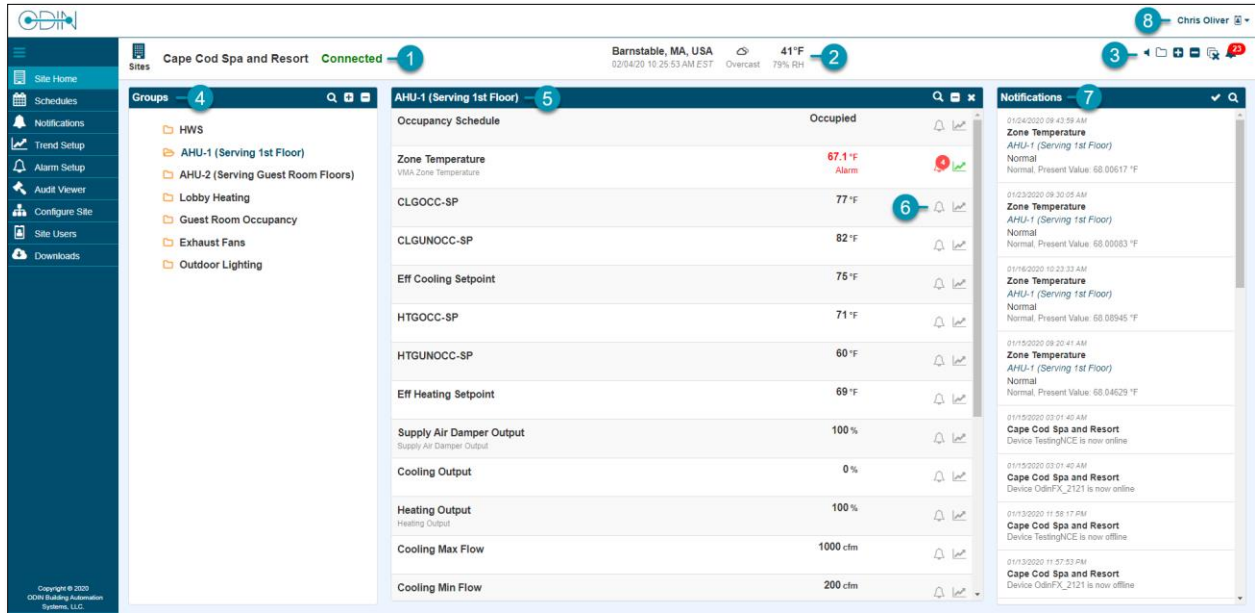 ODIN
8 Chris Oliver
Sites
Cape Cod Spa and Resort Connected 1
Barnstable, MA, USA 41°F 2
02/04/20 10:25:53 AM EST Overcast 79% RH
3 23
Site Home
Schedules
Notifications
Trend Setup
Alarm Setup
Audit Viewer
Configure Site
Site Users
Downloads
Copyright © 2020
ODIN Building Automation
Systems, LLC.
Groups 4
HWS
AHU-1 (Serving 1st Floor)
AHU-2 (Serving Guest Room Floors)
Lobby Heating
Guest Room Occupancy
Exhaust Fans
Outdoor Lighting
AHU-1 (Serving 1st Floor) 5
Occupancy Schedule Occupied
Zone Temperature 67.1 °F 4
VMA Zone Temperature Alarm
CLGOCC-SP 77 °F 6
CLGUNOCC-SP 82 °F
Eff Cooling Setpoint 75 °F
HTGOCC-SP 71 °F
HTGUNOCC-SP 60 °F
Eff Heating Setpoint 69 °F
Supply Air Damper Output 100 %
Supply Air Damper Output
Cooling Output 0 %
Heating Output 100 %
Heating Output
Cooling Max Flow 1000 cfm
Cooling Min Flow 200 cfm
Notifications 7
01/24/2020 09:43:59 AM
Zone Temperature
AHU-1 (Serving 1st Floor)
Normal
Normal, Present Value: 68.00617 °F
01/23/2020 09:30:05 AM
Zone Temperature
AHU-1 (Serving 1st Floor)
Normal
Normal, Present Value: 68.00083 °F
01/16/2020 10:23:33 AM
Zone Temperature
AHU-1 (Serving 1st Floor)
Normal
Normal, Present Value: 68.08945 °F
01/15/2020 09:20:41 AM
Zone Temperature
AHU-1 (Serving 1st Floor)
Normal
Normal, Present Value: 68.04629 °F
01/15/2020 03:01:40 AM
Cape Cod Spa and Resort
Device TestingNCE is now online
01/15/2020 03:01:40 AM
Cape Cod Spa and Resort
Device OdinFX_2121 is now online
01/13/2020 11:58:17 PM
Cape Cod Spa and Resort
Device TestingNCE is now offline
01/13/2020 11:57:53 PM
Cape Cod Spa and Resort
Device OdinFX_2121 is now offline